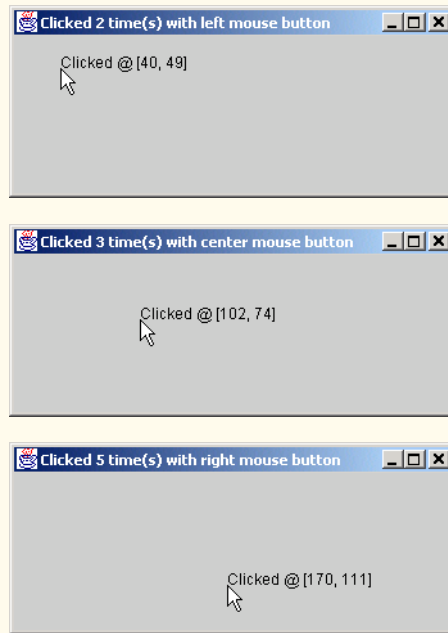 Clicked 2 time(s) with left mouse button
Clicked @ [40, 49]
Clicked 3 time(s) with center mouse button
Clicked @ [102, 74]
Clicked 5 time(s) with right mouse button
Clicked @ [170, 111]